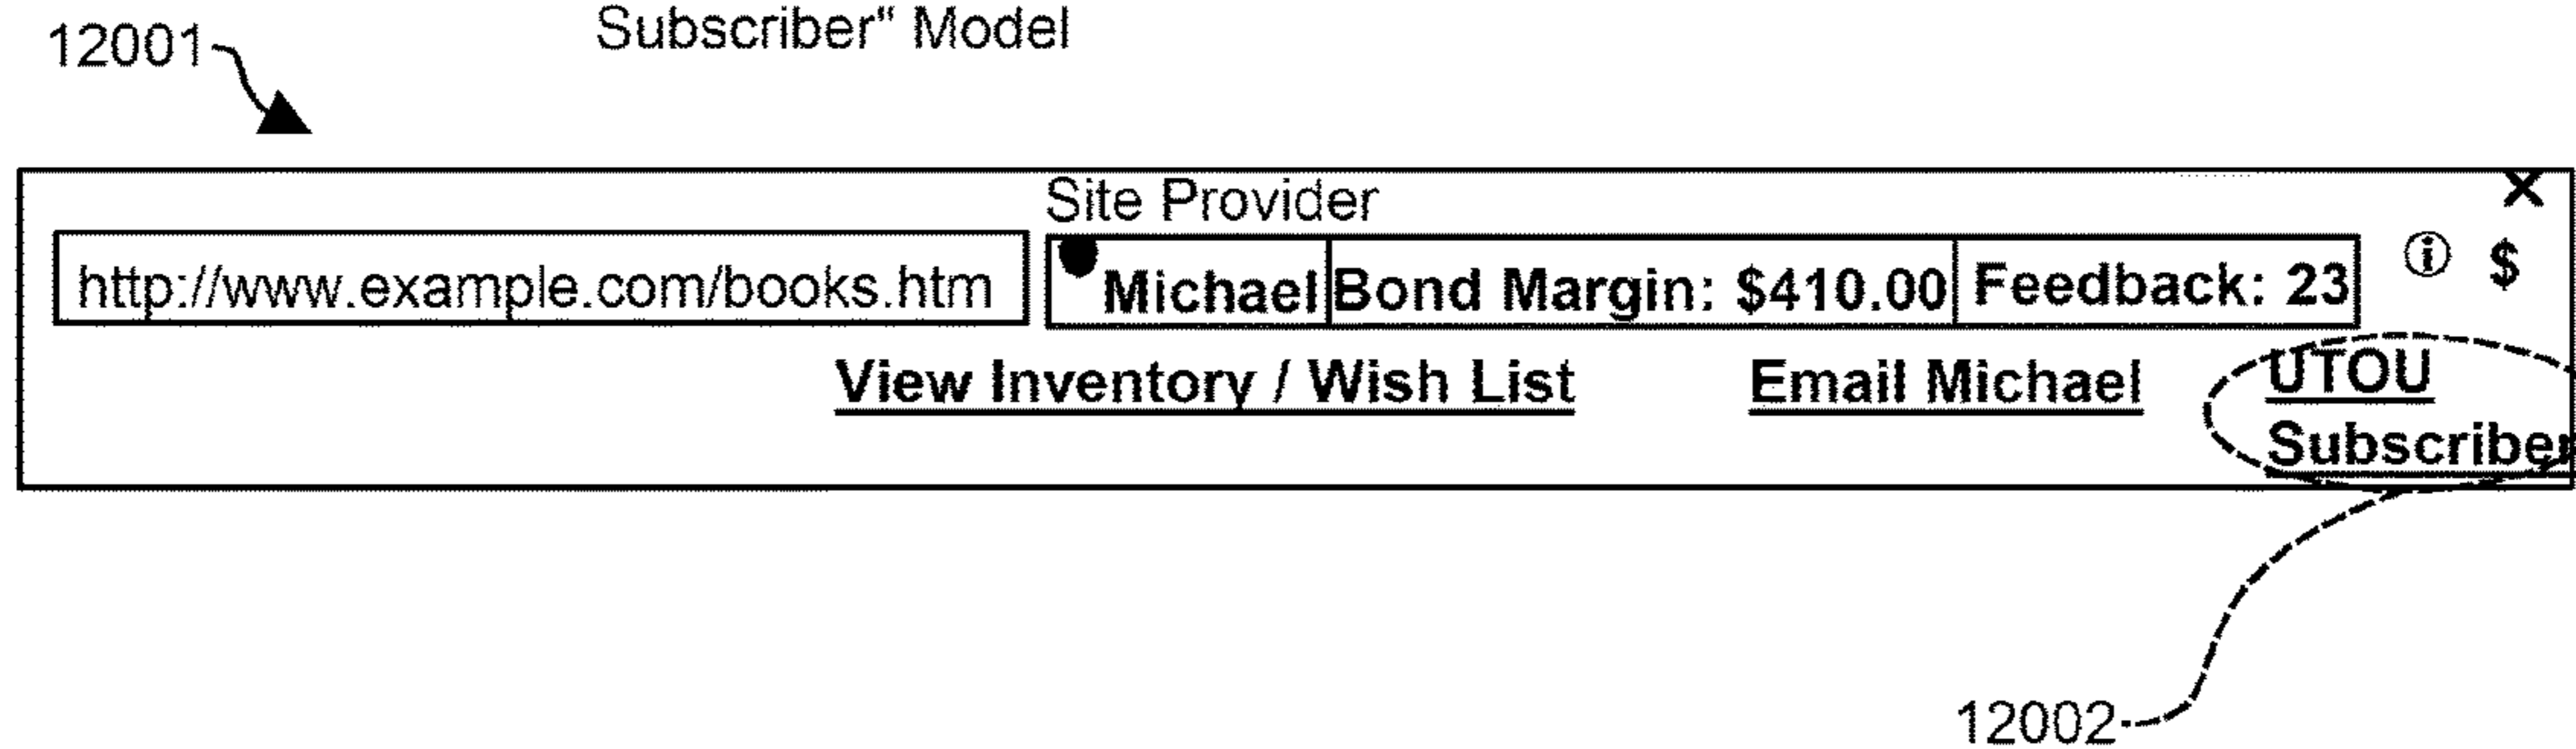 Subscriber“ Model
12001
Site Provider ×
http://www.example.com/books.htm Michael Bond Margin: $410.00 Feedback: 23 ⓘ $
View Inventory / Wish List Email Michael UTOU
Subscriber
12002